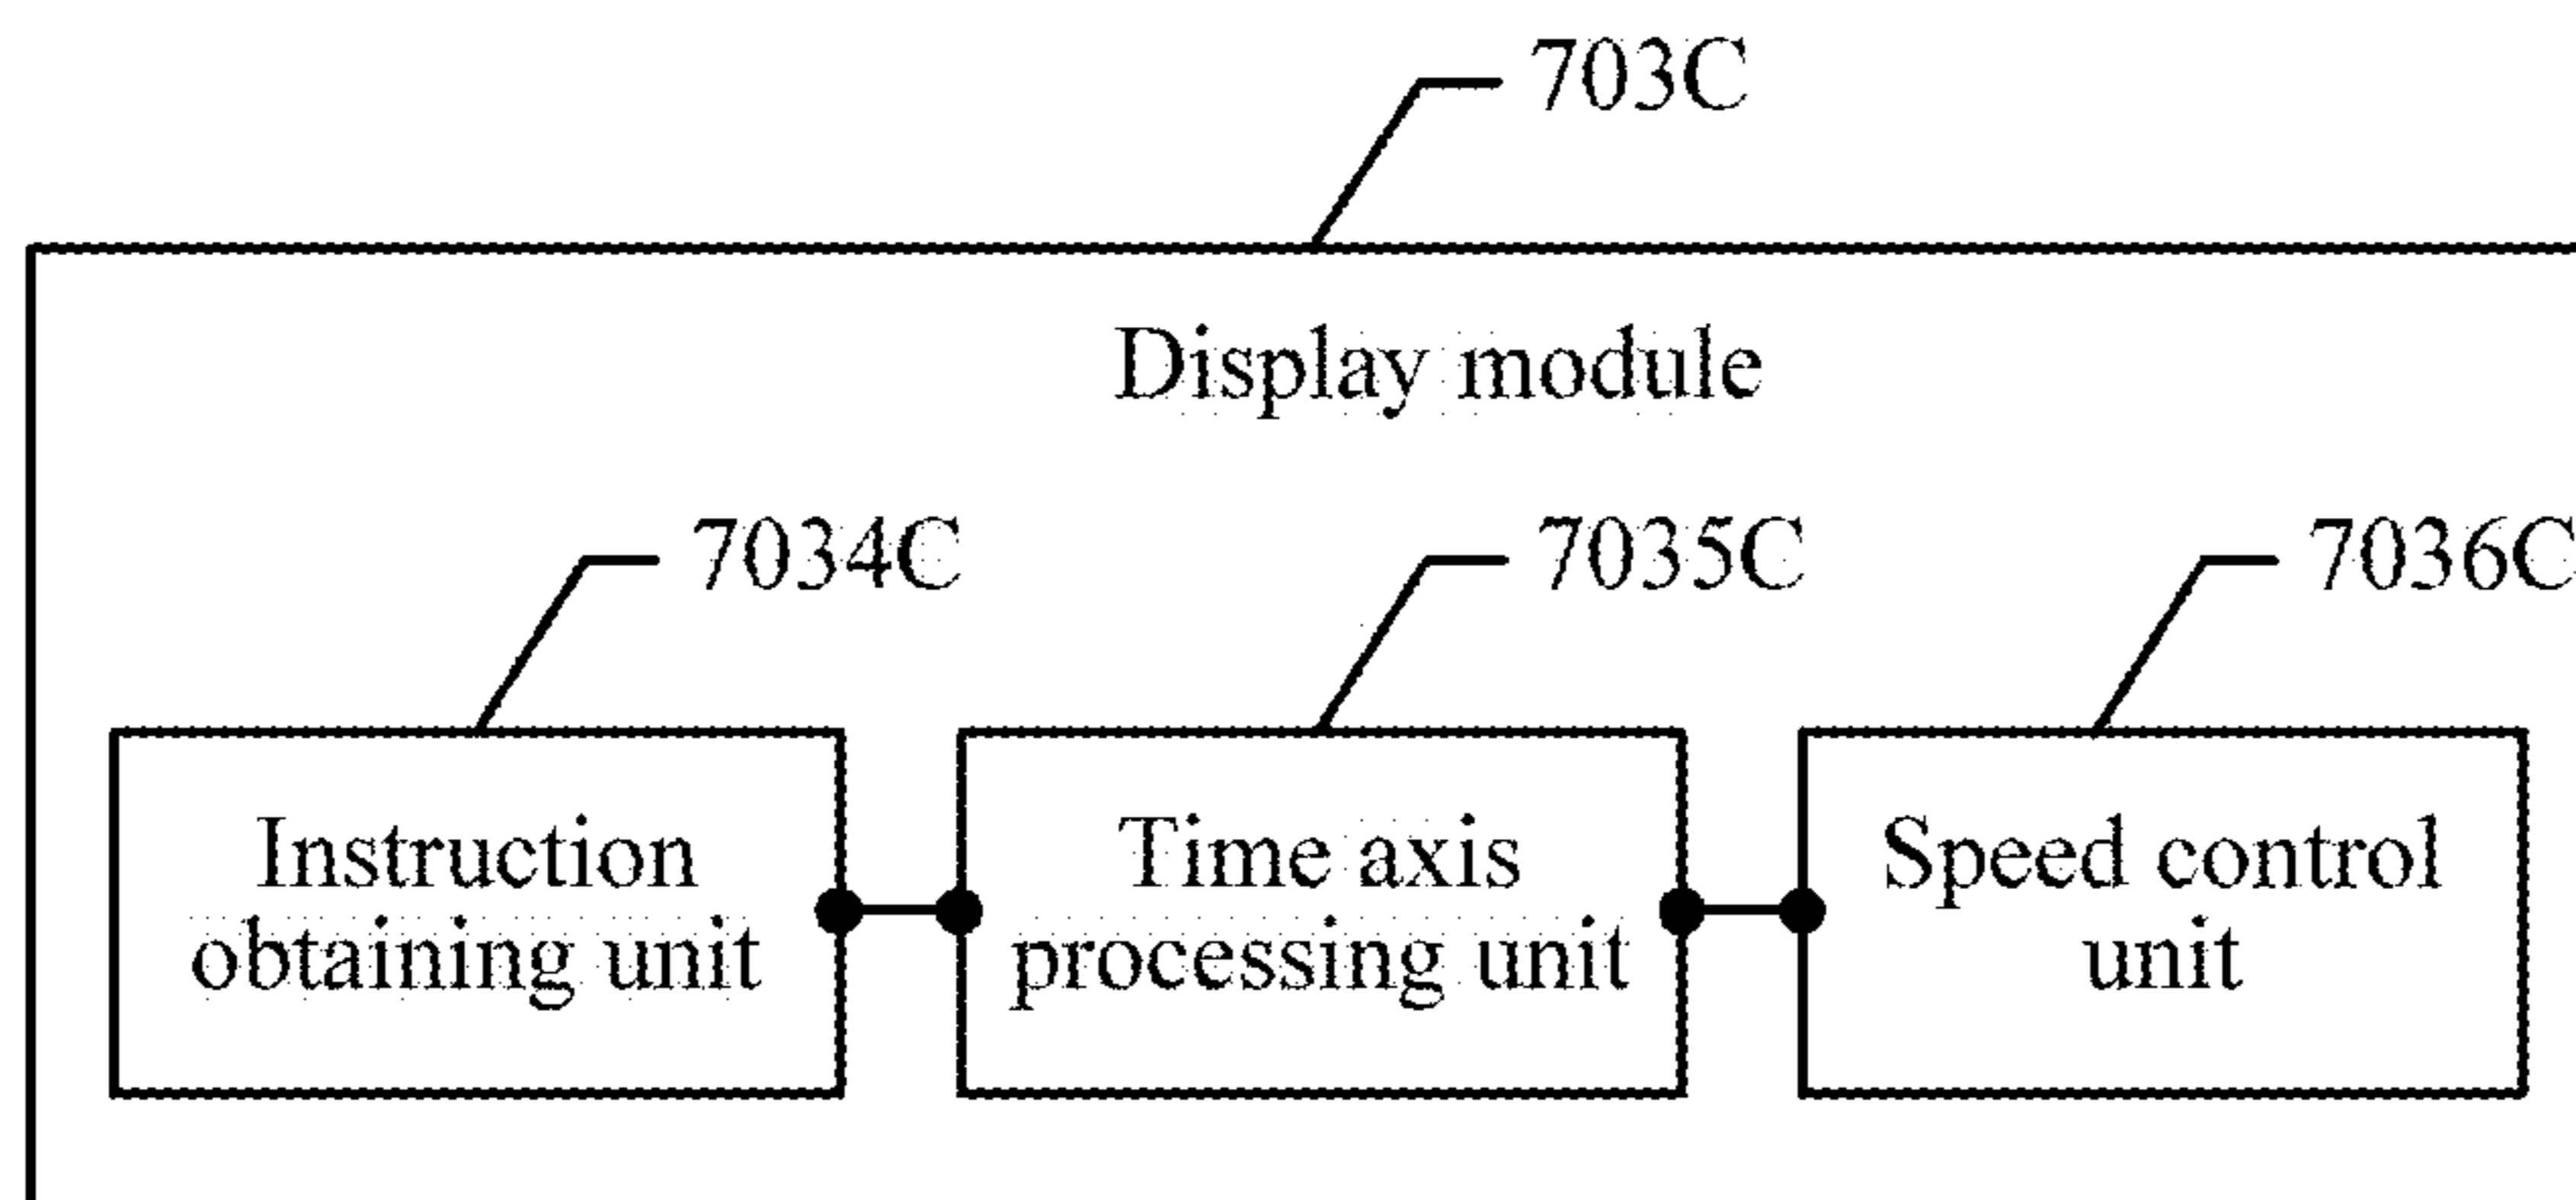 703C
Display module
7034C
7035C
7036C
Instruction
obtaining unit
Time axis
processing unit
Speed control
unit